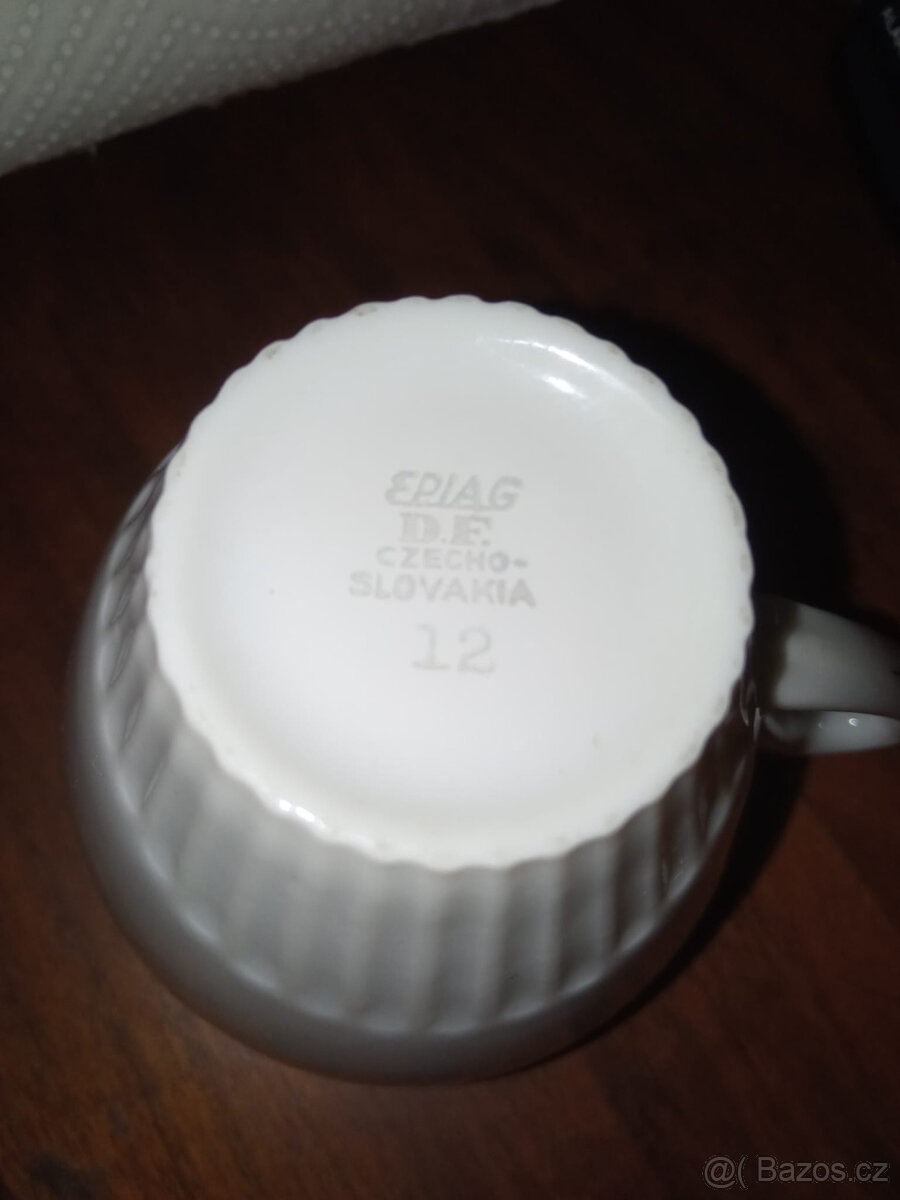 EPIAG
D.F.
CZECHO-
SLOVAKIA
12
@( Bazos.cz